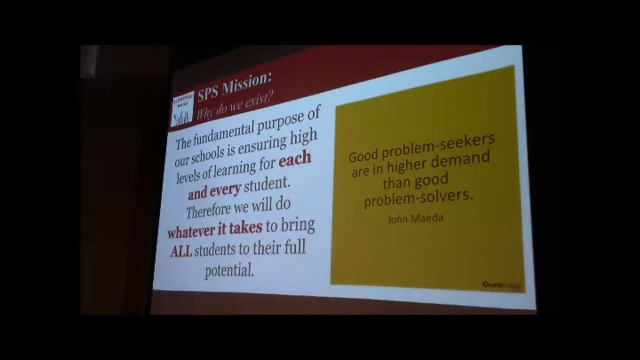 SPS Mission:
Why do we exist?
The fundamental purpose of
our schools is ensuring high
levels of learning for each
and every student.
Therefore we will do
whatever it takes to bring
ALL students to their full
potential.
Good problem-seekers
are in higher demand
than good
problem-solvers.
John Maeda